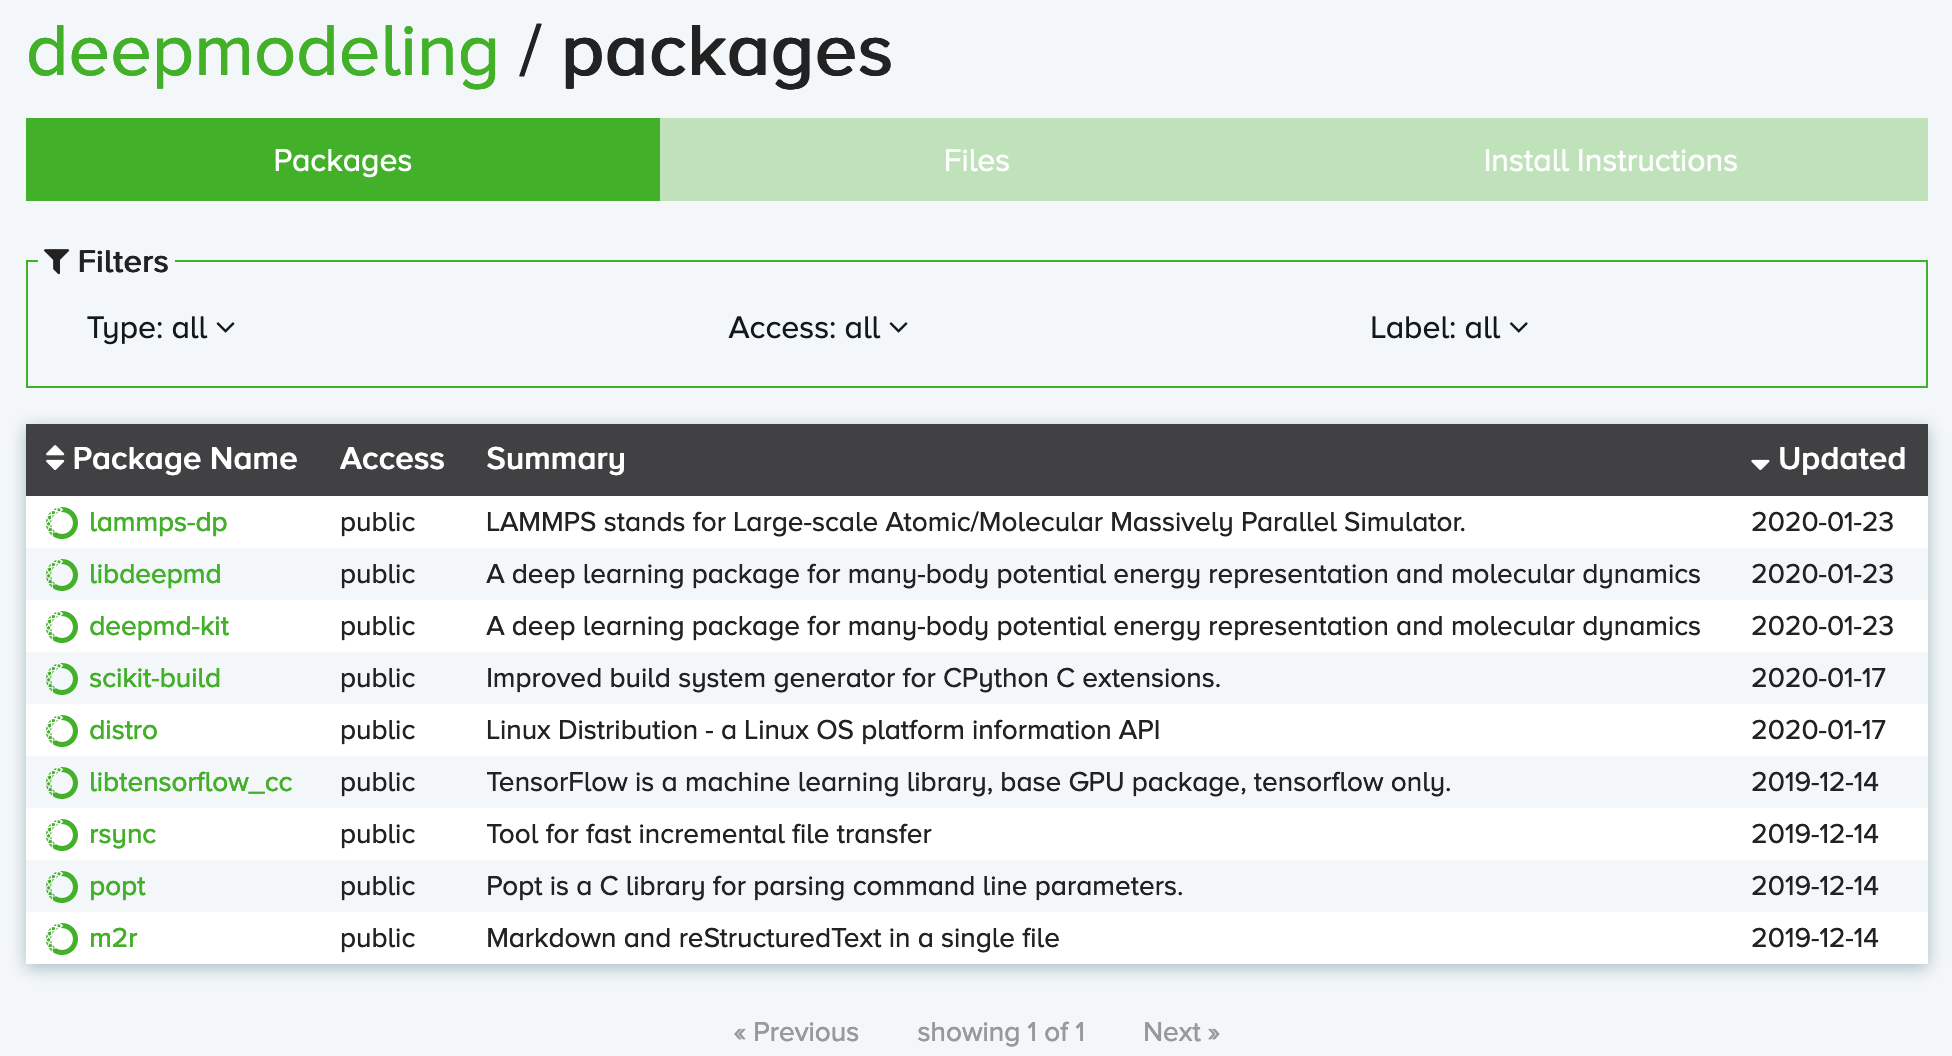 deepmodeling / packages
Packages Files Install Instructions
Filters
Type: all Access: all Label: all
Package Name Access Summary Updated
lammps-dp public LAMMPS stands for Large-scale Atomic/Molecular Massively Parallel Simulator. 2020-01-23
libdeepmd public A deep learning package for many-body potential energy representation and molecular dynamics 2020-01-23
deepmd-kit public A deep learning package for many-body potential energy representation and molecular dynamics 2020-01-23
scikit-build public Improved build system generator for CPython C extensions. 2020-01-17
distro public Linux Distribution - a Linux OS platform information API 2020-01-17
libtensorflow_cc public TensorFlow is a machine learning library, base GPU package, tensorflow only. 2019-12-14
rsync public Tool for fast incremental file transfer 2019-12-14
popt public Popt is a C library for parsing command line parameters. 2019-12-14
m2r public Markdown and reStructuredText in a single file 2019-12-14
« Previous showing 1 of 1 Next »